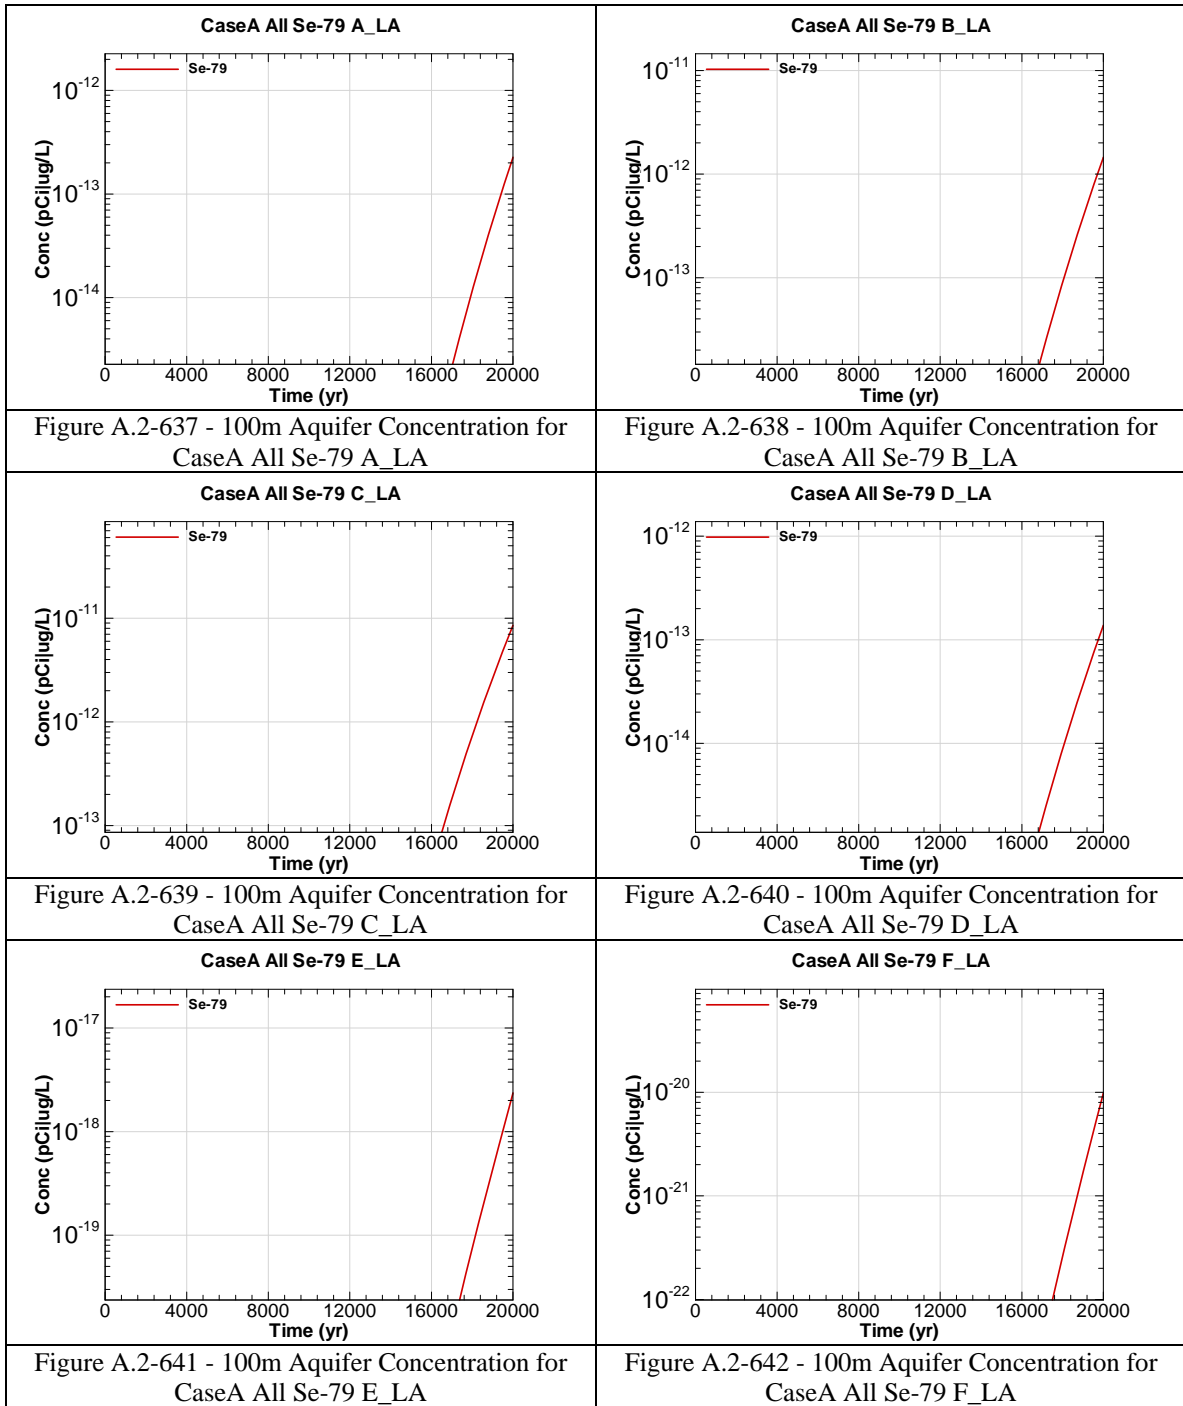 CaseA All Se-79 A_LA
Se-79
10^-12
10^-13
10^-14
Conc (pCi|ug/L)
0 4000 8000 12000 16000 20000
Time (yr)
Figure A.2-637 - 100m Aquifer Concentration for
CaseA All Se-79 A_LA
CaseA All Se-79 B_LA
Se-79
10^-11
10^-12
10^-13
Conc (pCi|ug/L)
0 4000 8000 12000 16000 20000
Time (yr)
Figure A.2-638 - 100m Aquifer Concentration for
CaseA All Se-79 B_LA
CaseA All Se-79 C_LA
Se-79
10^-11
10^-12
10^-13
Conc (pCi|ug/L)
0 4000 8000 12000 16000 20000
Time (yr)
Figure A.2-639 - 100m Aquifer Concentration for
CaseA All Se-79 C_LA
CaseA All Se-79 D_LA
Se-79
10^-12
10^-13
10^-14
Conc (pCi|ug/L)
0 4000 8000 12000 16000 20000
Time (yr)
Figure A.2-640 - 100m Aquifer Concentration for
CaseA All Se-79 D_LA
CaseA All Se-79 E_LA
Se-79
10^-17
10^-18
10^-19
Conc (pCi|ug/L)
0 4000 8000 12000 16000 20000
Time (yr)
Figure A.2-641 - 100m Aquifer Concentration for
CaseA All Se-79 E_LA
CaseA All Se-79 F_LA
Se-79
10^-20
10^-21
10^-22
Conc (pCi|ug/L)
0 4000 8000 12000 16000 20000
Time (yr)
Figure A.2-642 - 100m Aquifer Concentration for
CaseA All Se-79 F_LA